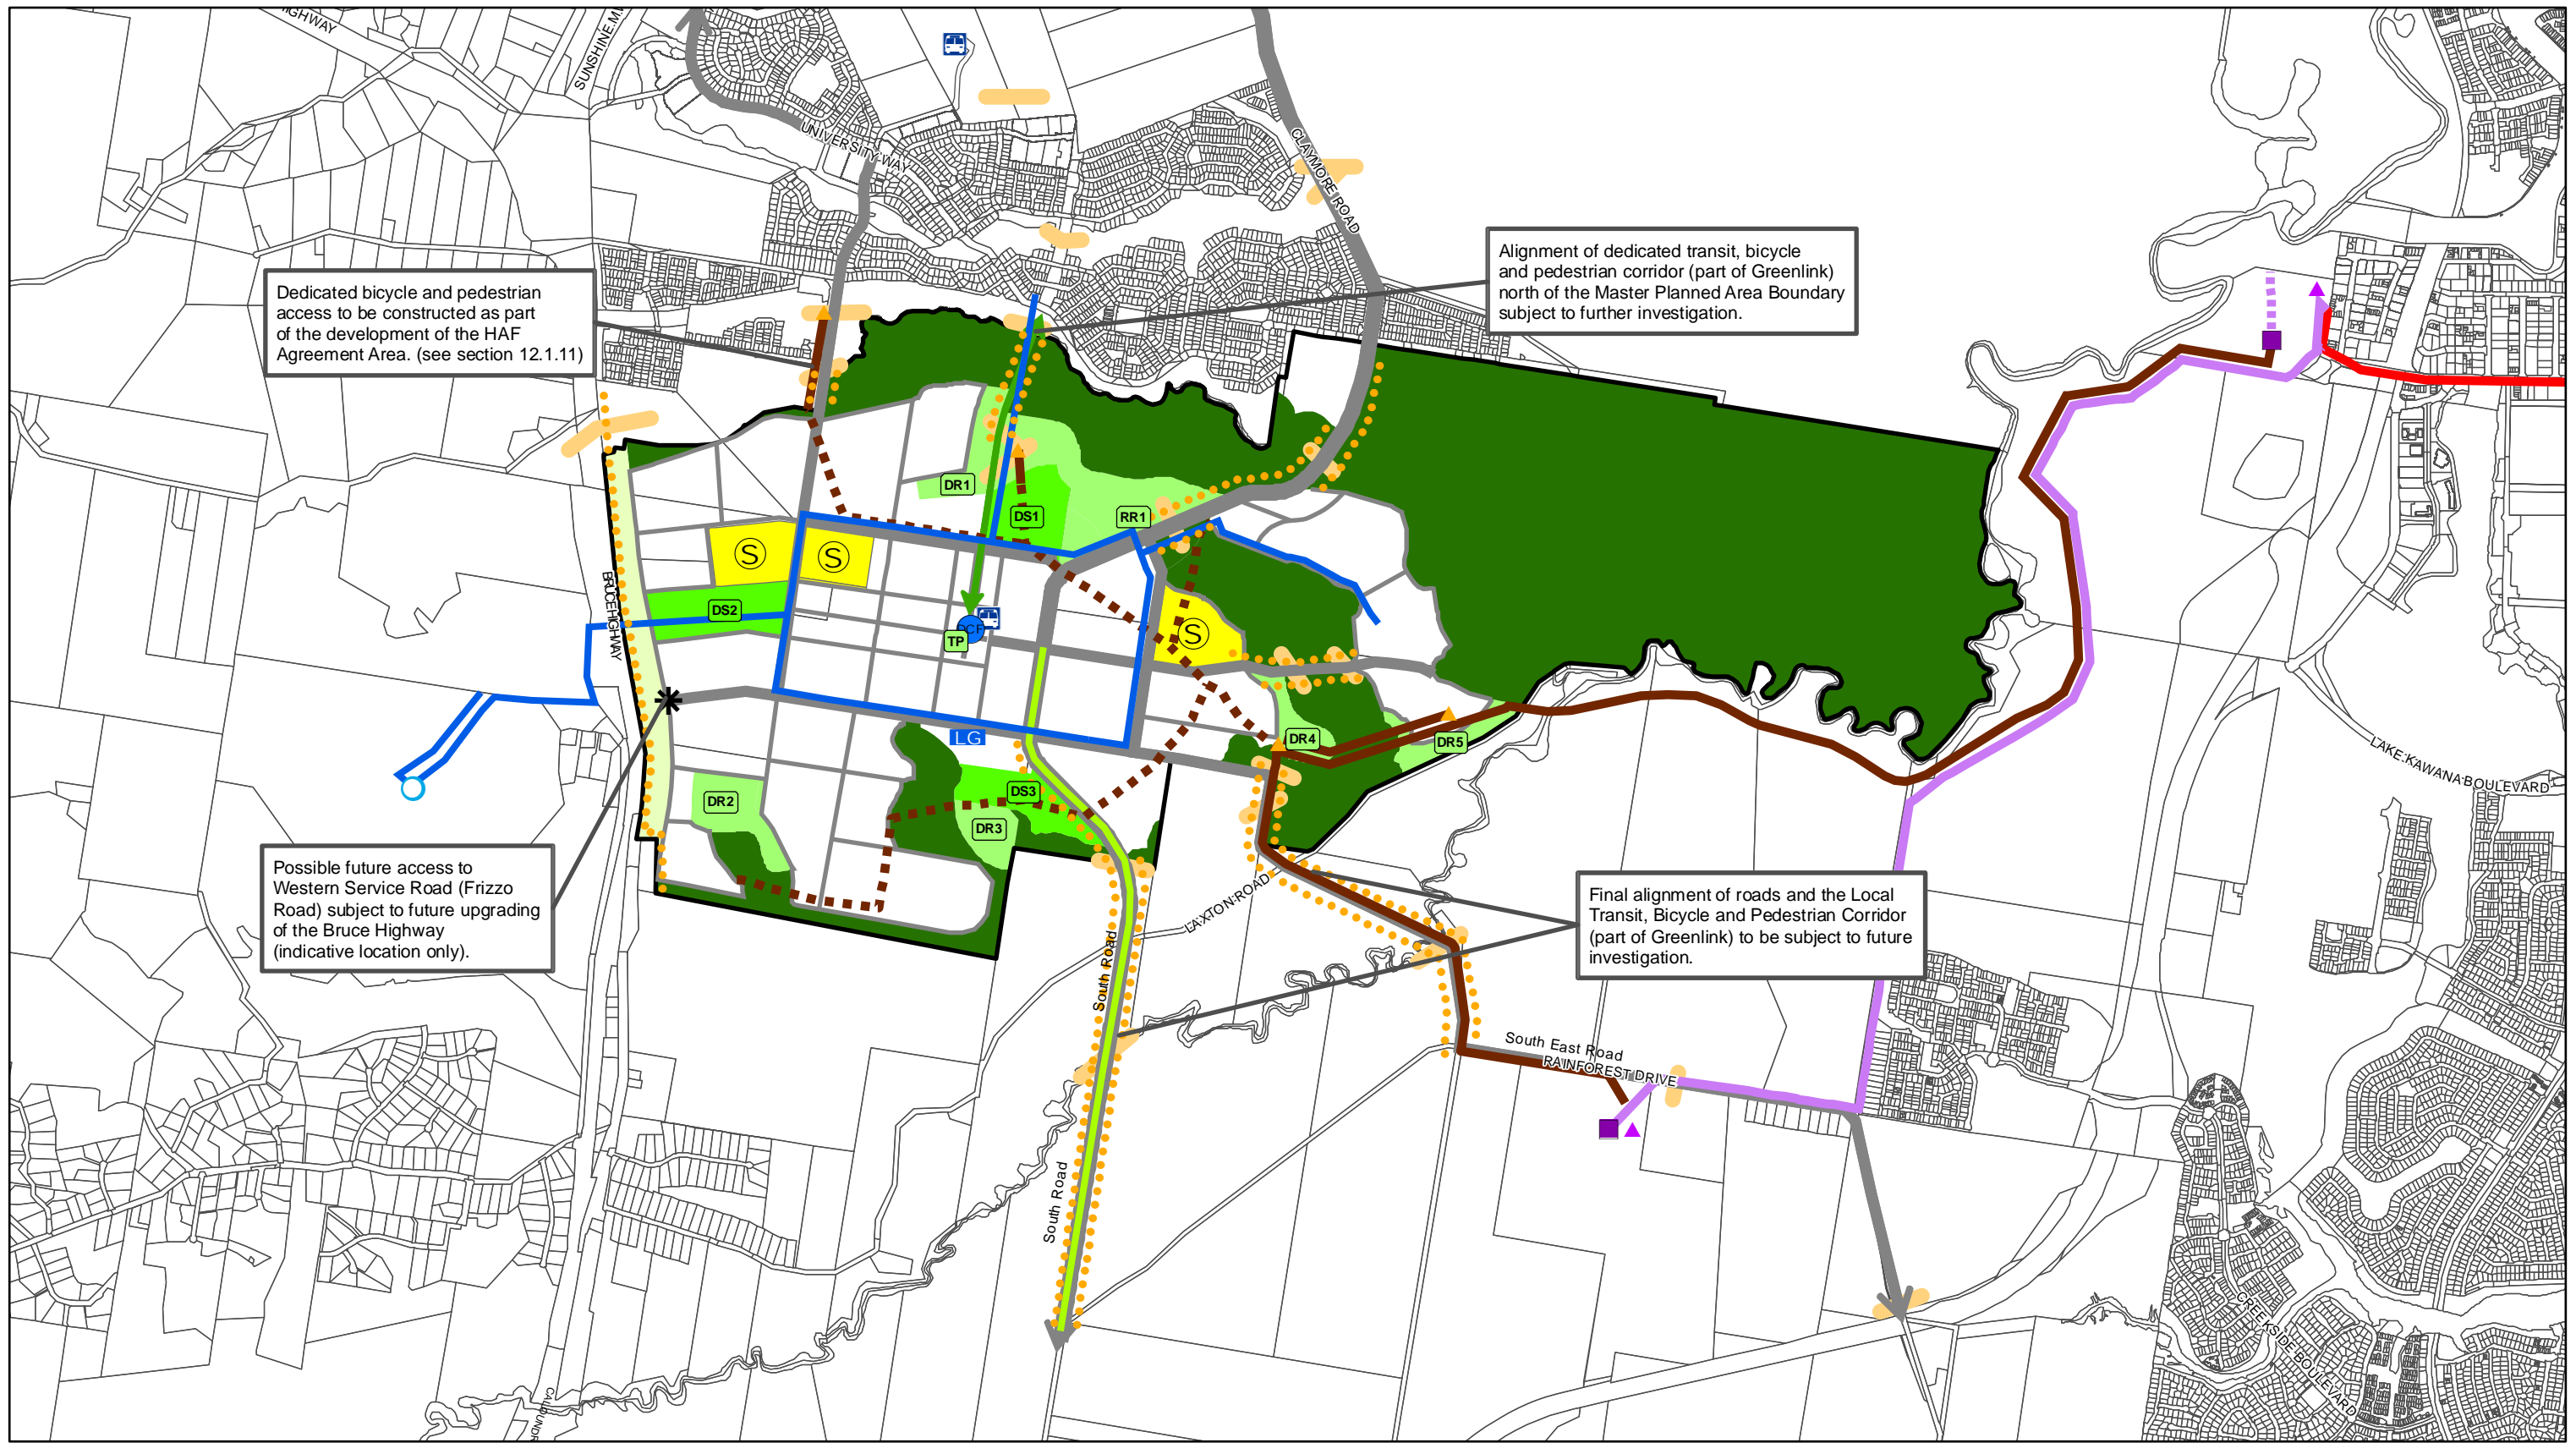 UNIVERSITY WAY
CLAYMORE ROAD
Alignment of dedicated transit, bicycle
and pedestrian corridor (part of Greenlink)
north of the Master Planned Area Boundary
subject to further investigation.
Dedicated bicycle and pedestrian
access to be constructed as part
of the development of the HAF
Agreement Area. (see section 12.1.11)
DR1
DS1
RR1
S
S
BRUCE HIGHWAY
DS2
TP
S
LG
DR4
DR5
LAKE KAWANA BOULEVARD
DR2
DS3
DR3
Possible future access to
Western Service Road (Frizzo
Road) subject to future upgrading
of the Bruce Highway
(indicative location only).
LAXTON ROAD
Final alignment of roads and the Local
Transit, Bicycle and Pedestrian Corridor
(part of Greenlink) to be subject to future
investigation.
South Road
South East Road
RAINFOREST DRIVE
South Road
CREEKSIDE BOULEVARD